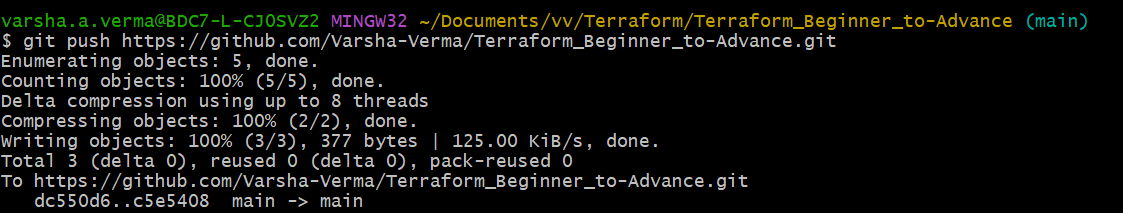 varsha.a.verma@BDC7-L-CJ0SVZ2 MINGW32 ~/Documents/vv/Terraform/Terraform_Beginner_to-Advance (main)
$ git push https://github.com/Varsha-Verma/Terraform_Beginner_to-Advance.git
Enumerating objects: 5, done.
Counting objects: 100% (5/5), done.
Delta compression using up to 8 threads
Compressing objects: 100% (2/2), done.
Writing objects: 100% (3/3), 377 bytes | 125.00 KiB/s, done.
Total 3 (delta 0), reused 0 (delta 0), pack-reused 0
To https://github.com/Varsha-Verma/Terraform_Beginner_to-Advance.git
   dc550d6..c5e5408  main -> main